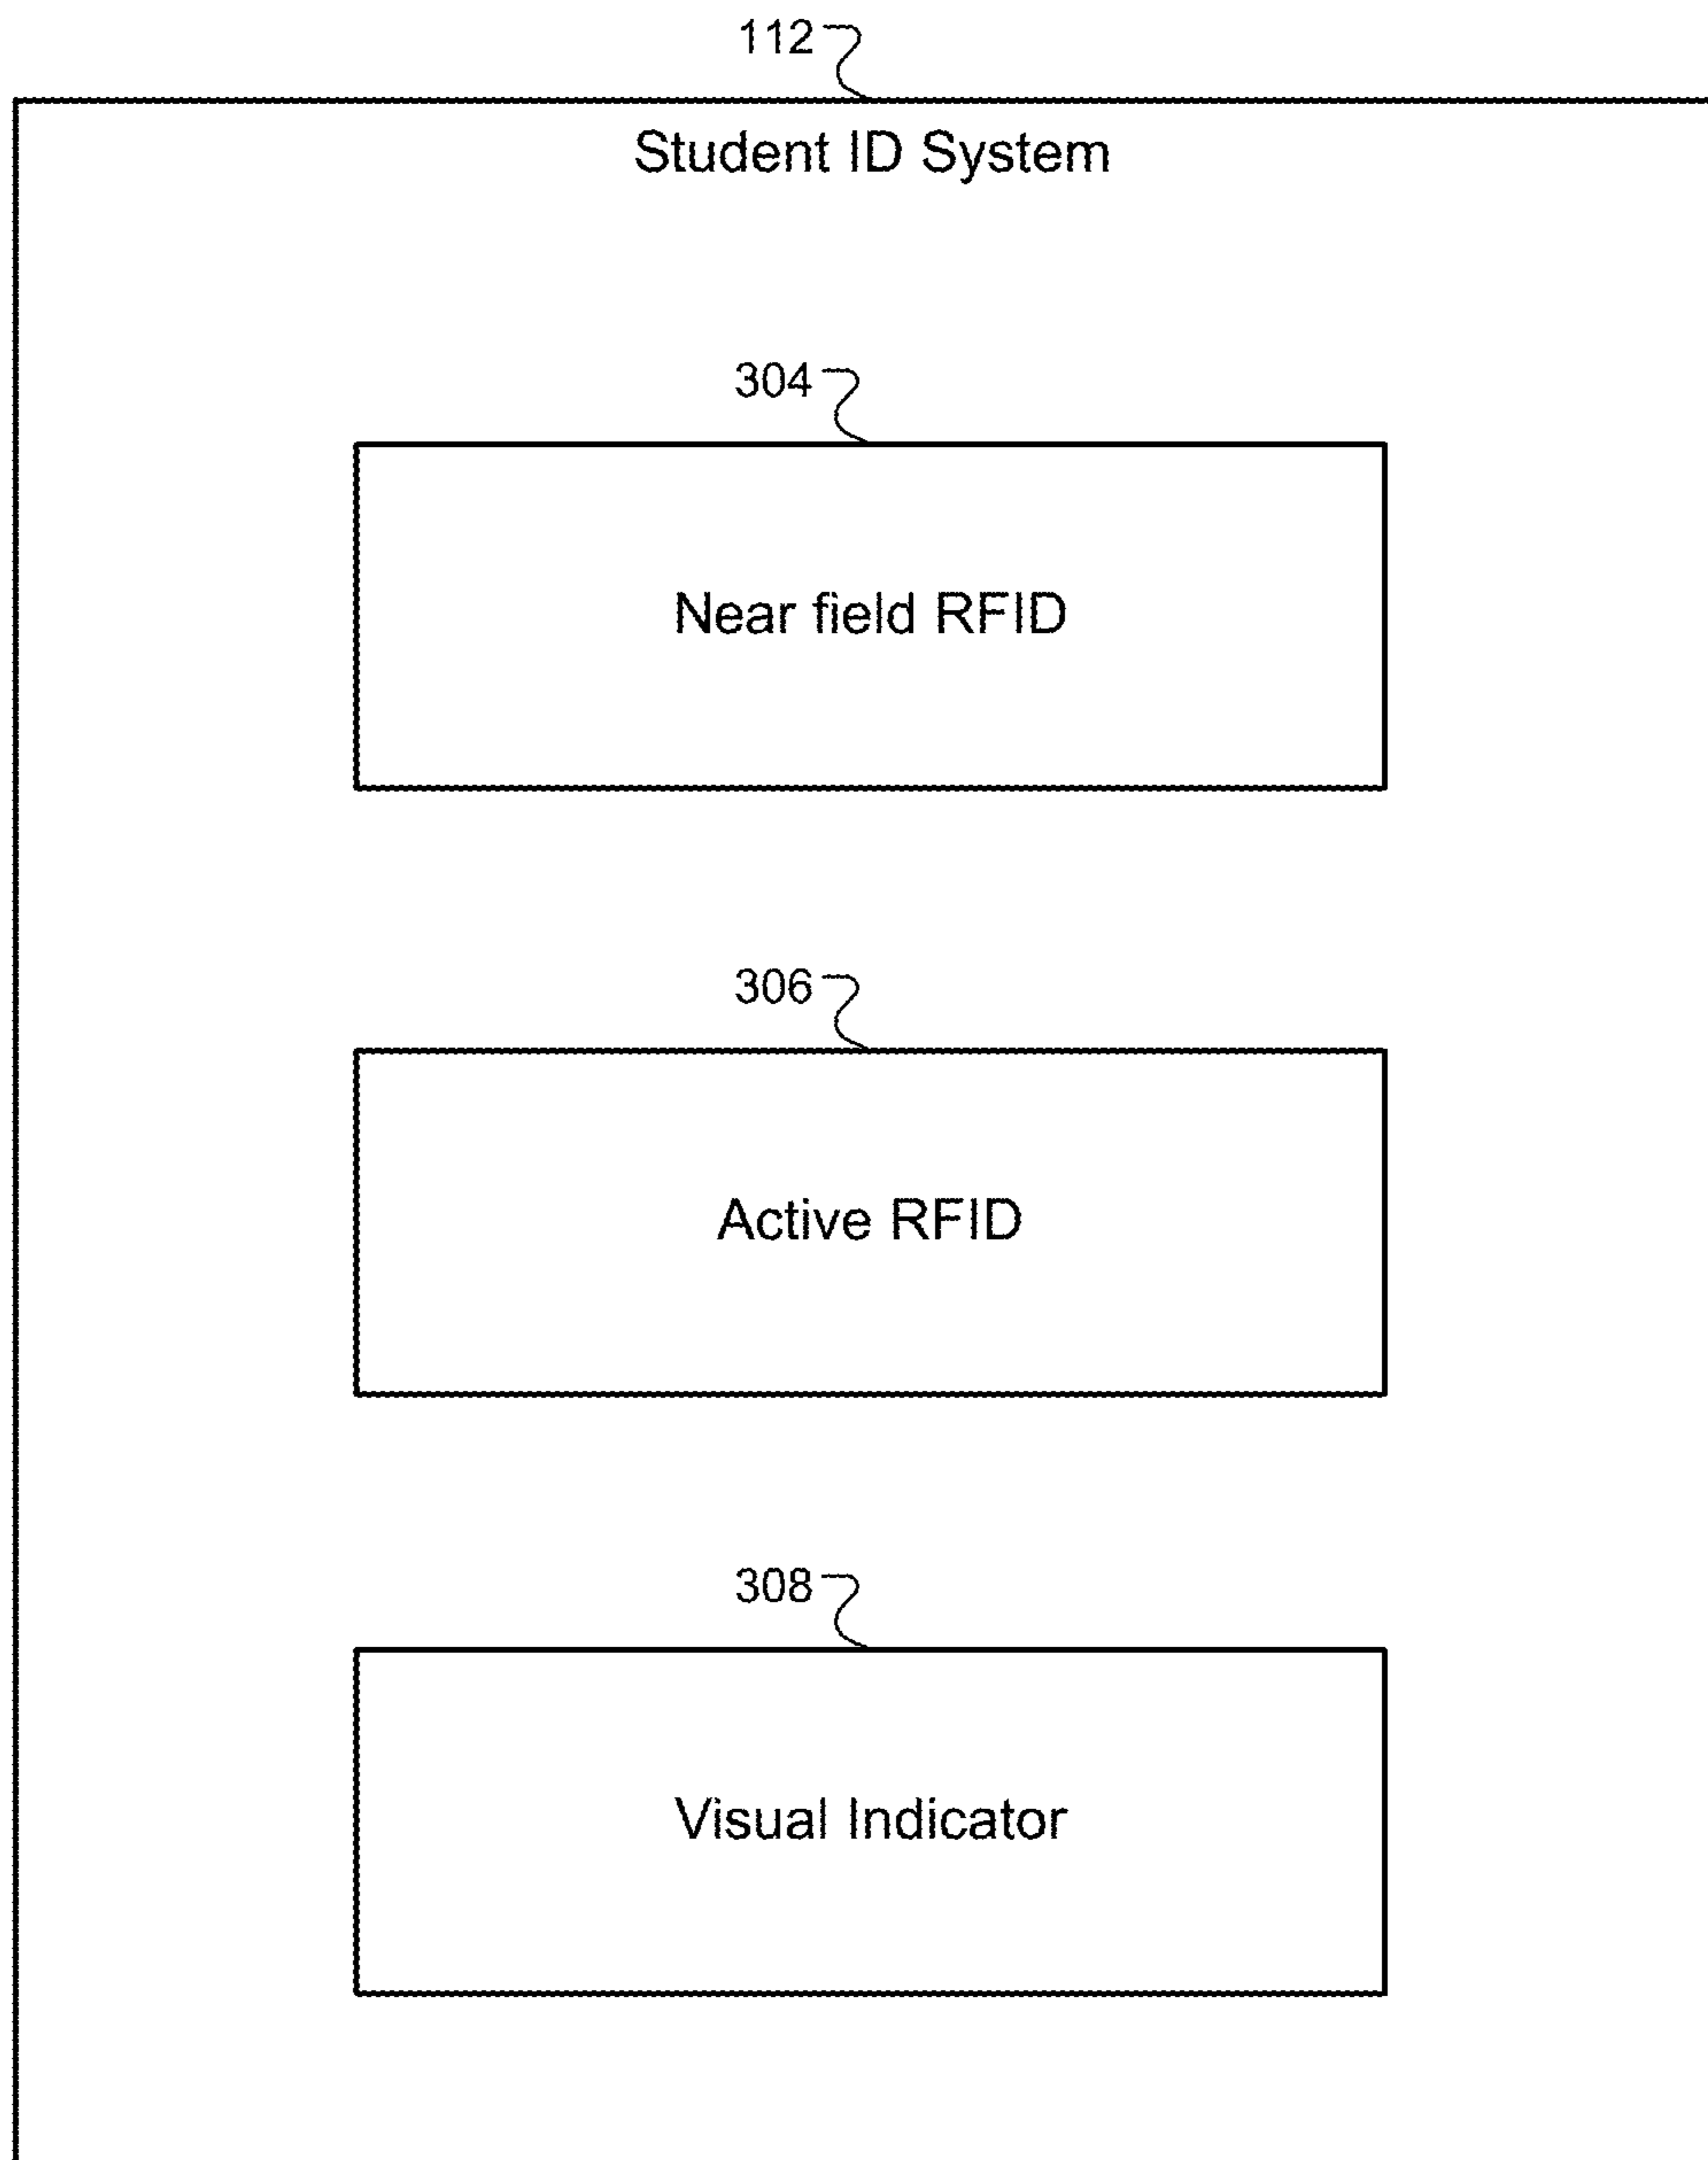 112
Student ID System
304
Near field RFID
306
Active RFID
308
Visual Indicator